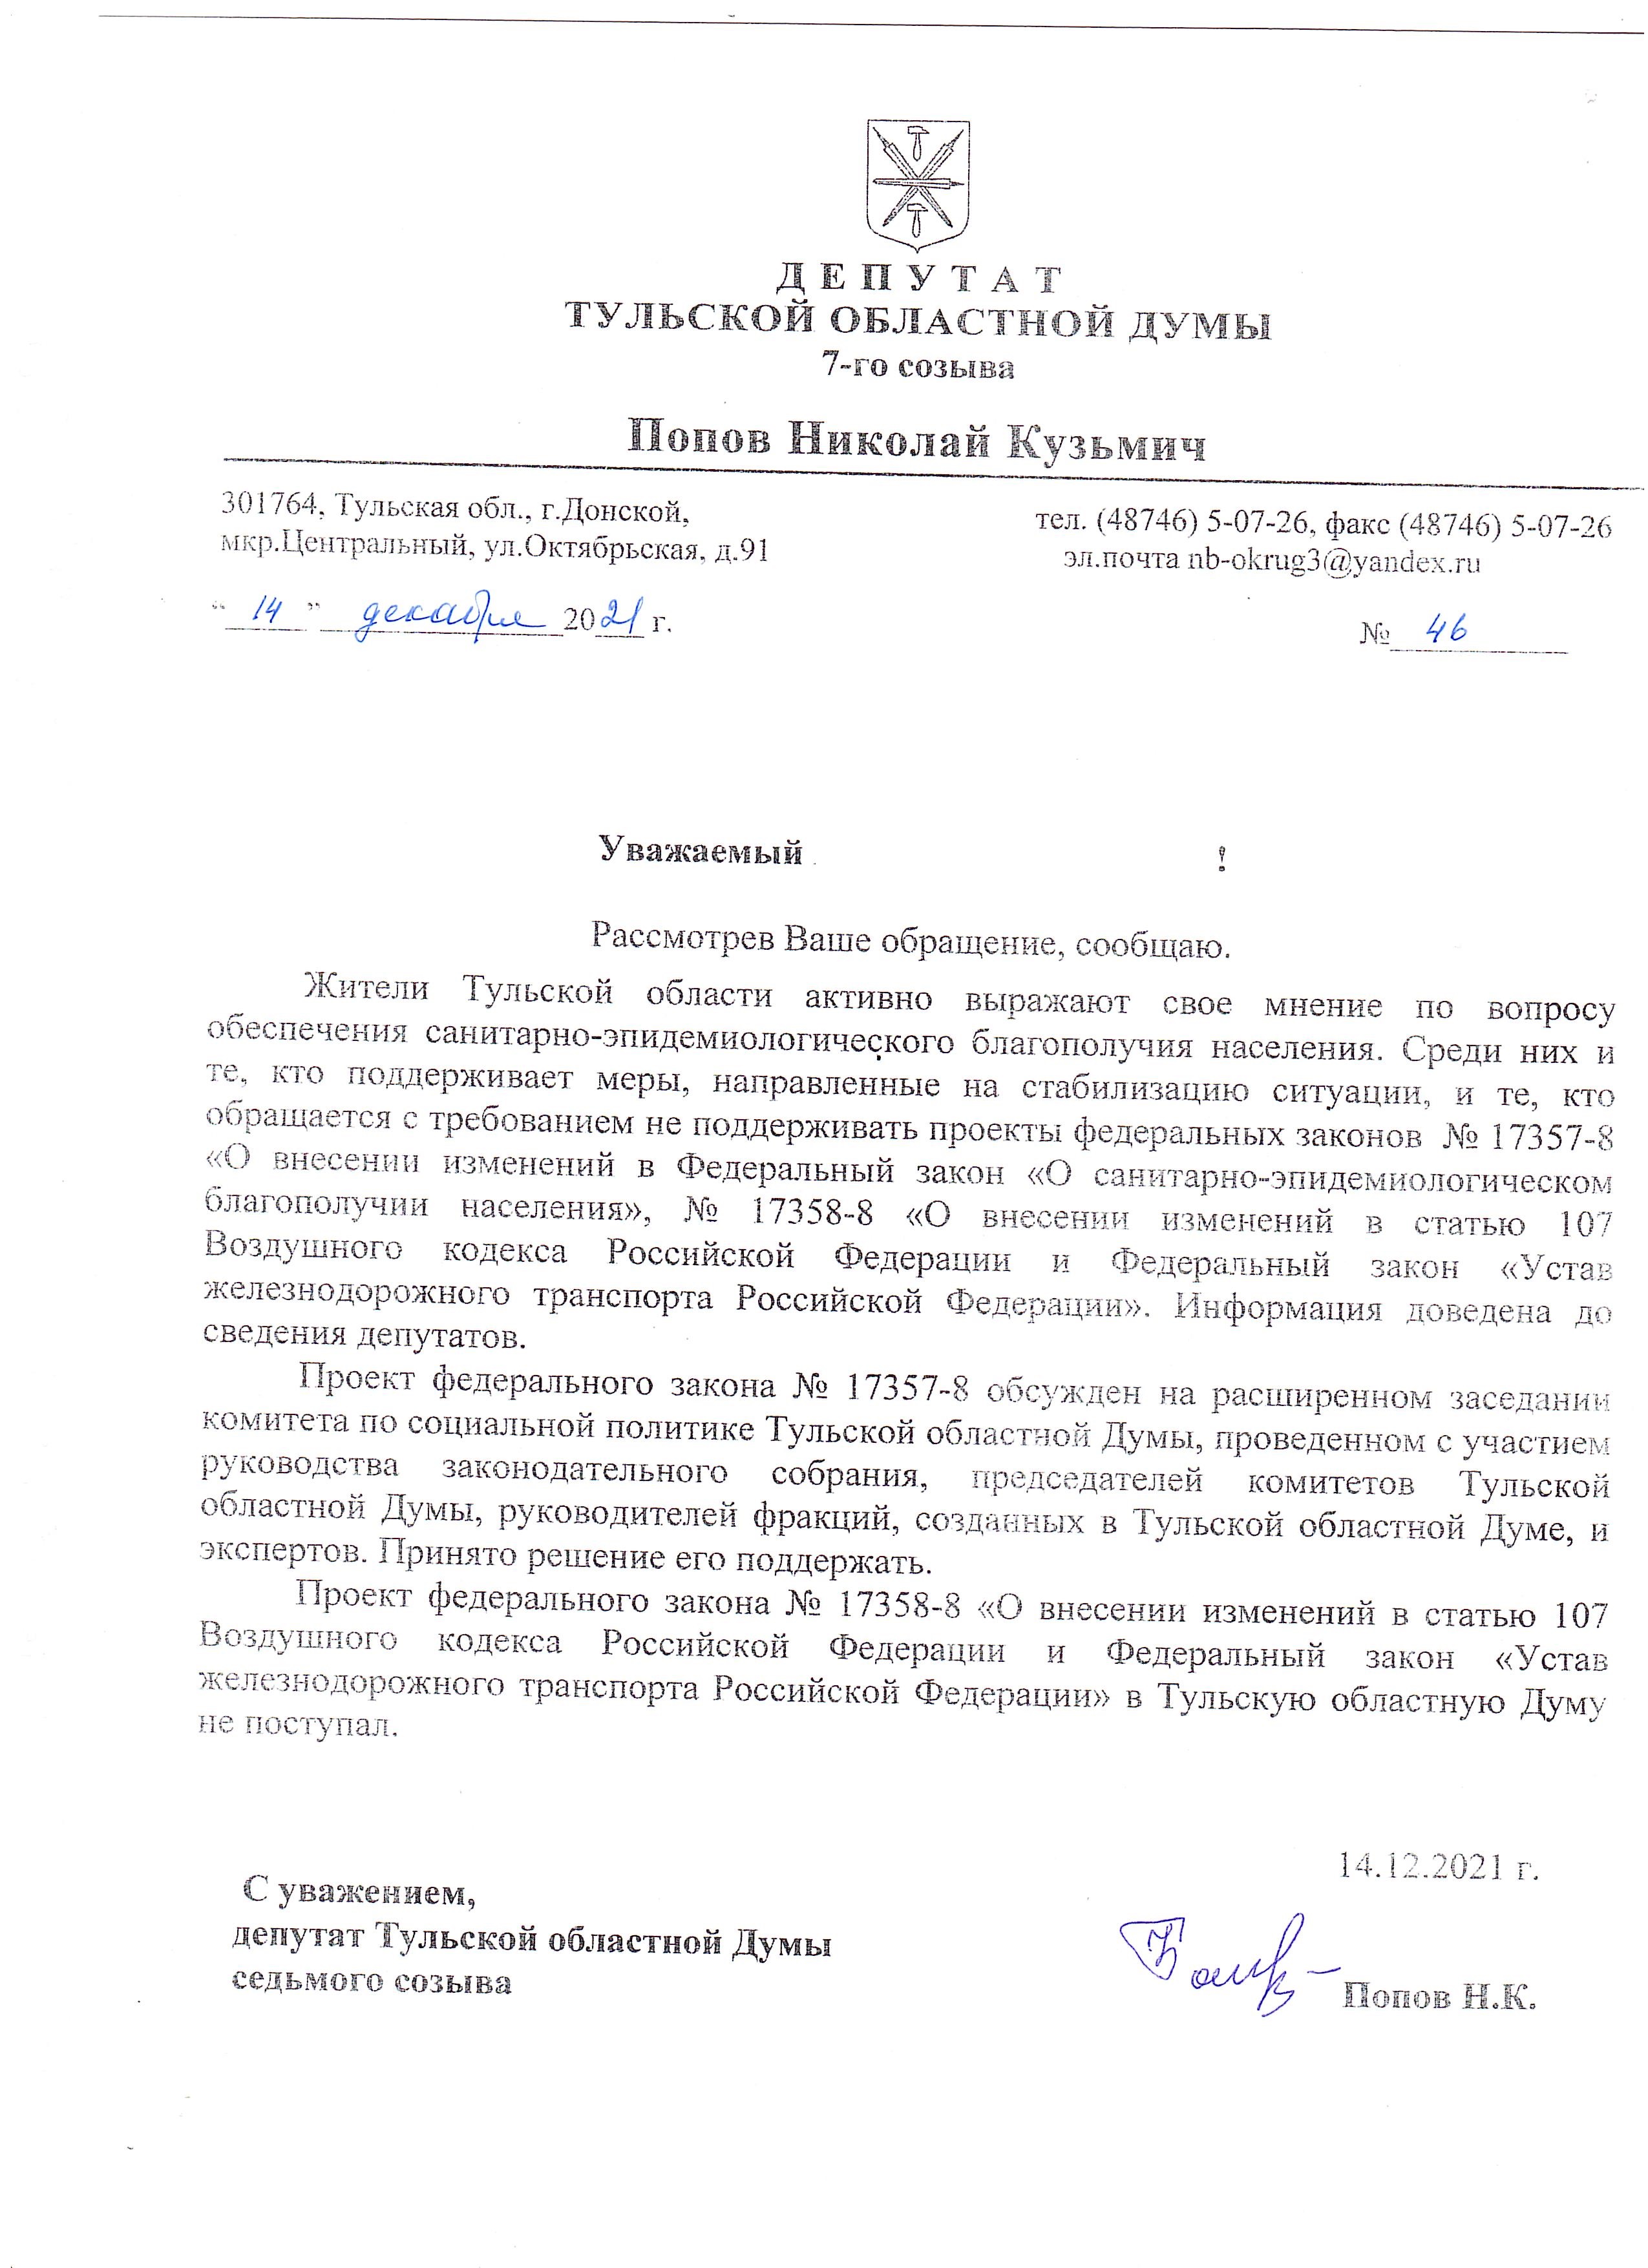 Д Е П У Т А Т
ТУЛЬСКОЙ ОБЛАСТНОЙ ДУМЫ
7-го созыва
Попов Николай Кузьмич
301764, Тульская обл., г.Донской,
мкр.Центральный, ул.Октябрьская, д.91
тел. (48746) 5-07-26, факс (48746) 5-07-26
эл.почта nb-okrug3@yandex.ru
“ 14 ” декабря 2021 г.
№ 46
Уважаемый !
Рассмотрев Ваше обращение, сообщаю.
Жители Тульской области активно выражают свое мнение по вопросу
обеспечения санитарно-эпидемиологического благополучия населения. Среди них и
те, кто поддерживает меры, направленные на стабилизацию ситуации, и те, кто
обращается с требованием не поддерживать проекты федеральных законов № 17357-8
«О внесении изменений в Федеральный закон «О санитарно-эпидемиологическом
благополучии населения», № 17358-8 «О внесении изменений в статью 107
Воздушного кодекса Российской Федерации и Федеральный закон «Устав
железнодорожного транспорта Российской Федерации». Информация доведена до
сведения депутатов.
Проект федерального закона № 17357-8 обсужден на расширенном заседании
комитета по социальной политике Тульской областной Думы, проведенном с участием
руководства законодательного собрания, председателей комитетов Тульской
областной Думы, руководителей фракций, созданных в Тульской областной Думе, и
экспертов. Принято решение его поддержать.
Проект федерального закона № 17358-8 «О внесении изменений в статью 107
Воздушного кодекса Российской Федерации и Федеральный закон «Устав
железнодорожного транспорта Российской Федерации» в Тульскую областную Думу
не поступал.
14.12.2021 г.
С уважением,
депутат Тульской областной Думы
седьмого созыва
Попов Н.К.